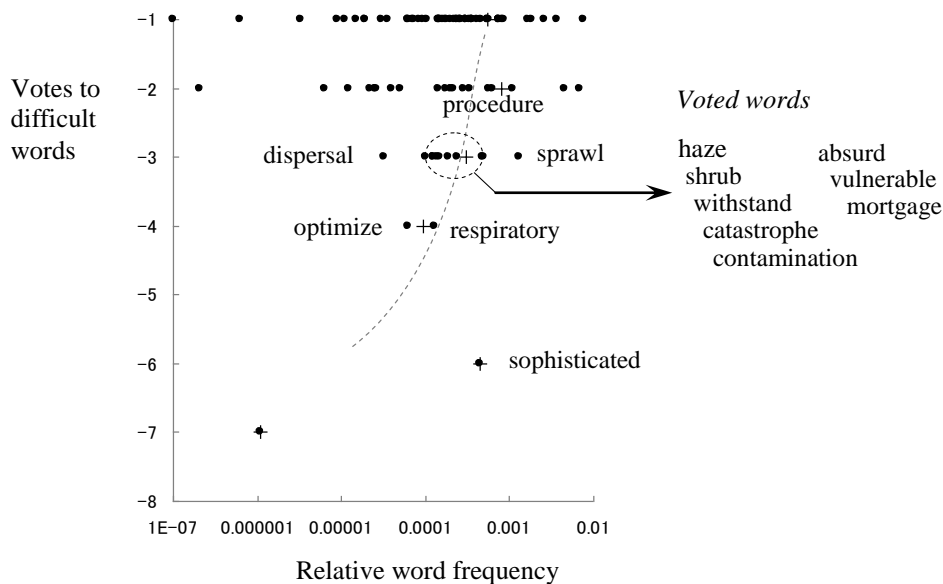 -1
Votes to
difficult
words
-2
procedure
Voted words
-3
dispersal
sprawl
haze
absurd
shrub
vulnerable
withstand
mortgage
-4
optimize
respiratory
catastrophe
contamination
-5
-6
sophisticated
-7
-8
1E-07
0.000001
0.00001
0.0001
0.001
0.01
Relative word frequency